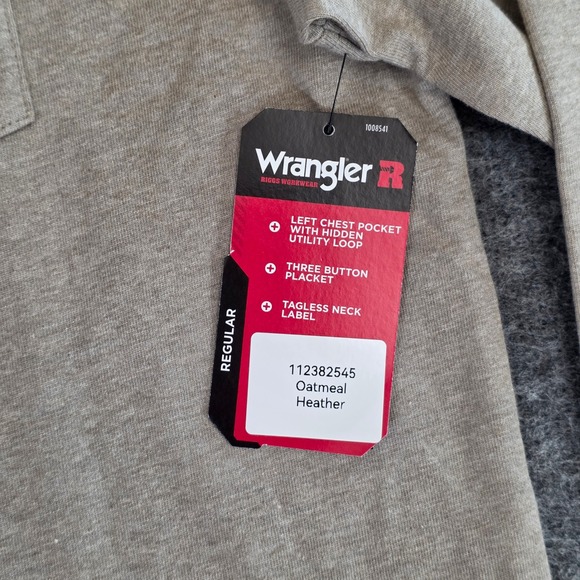 1008541
Wrangler R
RIGGS WORKWEAR
LEFT CHEST POCKET
WITH HIDDEN
UTILITY LOOP
THREE BUTTON
PLACKET
TAGLESS NECK
LABEL
REGULAR
112382545
Oatmeal
Heather